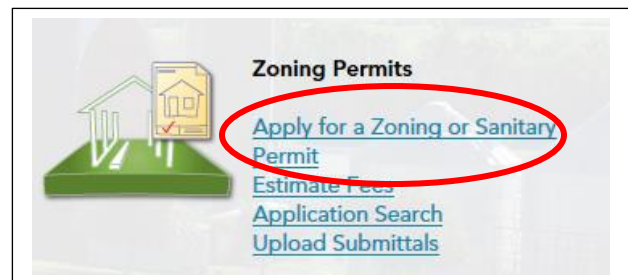 Zoning Permits
Apply for a Zoning or Sanitary
Permit
Estimate Fees
Application Search
Upload Submittals